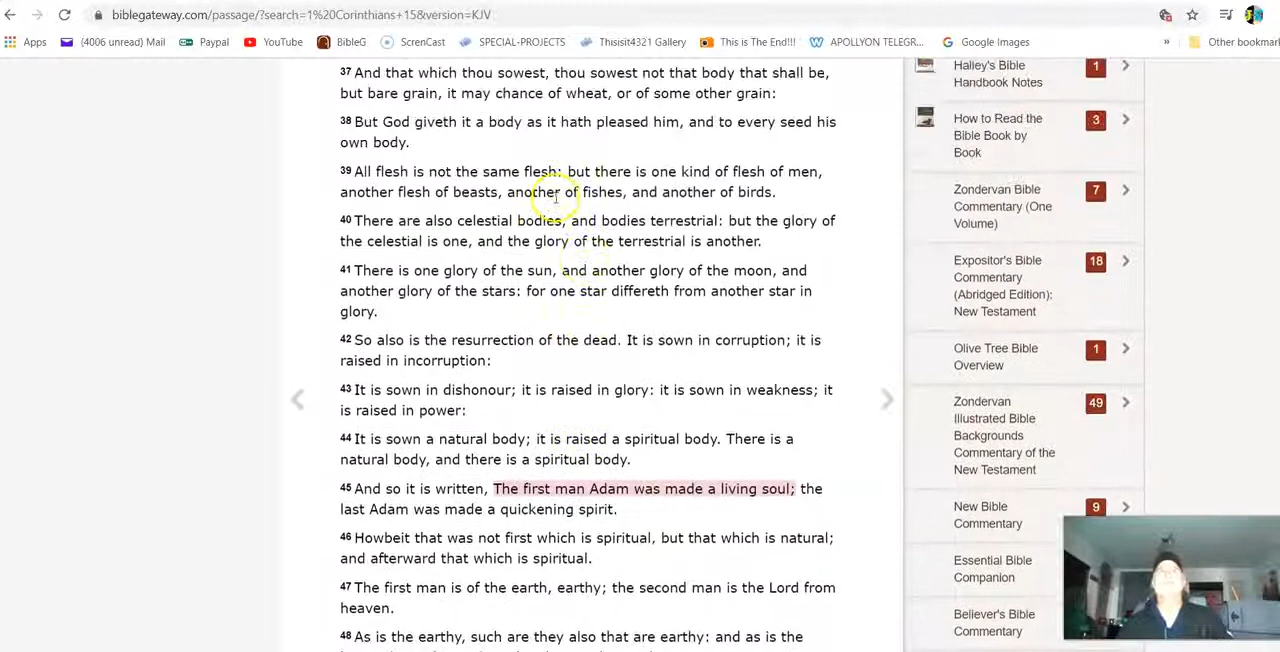 biblegateway.com/passage/?search=1%20Corinthians+15&version=KJV
Apps (4006 unread) Mail Paypal YouTube BibleG ScrenCast SPECIAL-PROJECTS Thisisit4321 Gallery This is The End!!! APOLLYON TELEGR... Google Images » Other bookmark
37 And that which thou sowest, thou sowest not that body that shall be,
but bare grain, it may chance of wheat, or of some other grain:
38 But God giveth it a body as it hath pleased him, and to every seed his
own body.
39 All flesh is not the same flesh: but there is one kind of flesh of men,
another flesh of beasts, another of fishes, and another of birds.
40 There are also celestial bodies, and bodies terrestrial: but the glory of
the celestial is one, and the glory of the terrestrial is another.
41 There is one glory of the sun, and another glory of the moon, and
another glory of the stars: for one star differeth from another star in
glory.
42 So also is the resurrection of the dead. It is sown in corruption; it is
raised in incorruption:
43 It is sown in dishonour; it is raised in glory: it is sown in weakness; it
is raised in power:
44 It is sown a natural body; it is raised a spiritual body. There is a
natural body, and there is a spiritual body.
45 And so it is written, The first man Adam was made a living soul; the
last Adam was made a quickening spirit.
46 Howbeit that was not first which is spiritual, but that which is natural;
and afterward that which is spiritual.
47 The first man is of the earth, earthy; the second man is the Lord from
heaven.
48 As is the earthy, such are they also that are earthy: and as is the
Halley's Bible 1
Handbook Notes
How to Read the 3
Bible Book by
Book
Zondervan Bible 7
Commentary (One
Volume)
Expositor's Bible 18
Commentary
(Abridged Edition):
New Testament
Olive Tree Bible 1
Overview
Zondervan 49
Illustrated Bible
Backgrounds
Commentary of the
New Testament
New Bible 9
Commentary
Essential Bible
Companion
Believer's Bible
Commentary